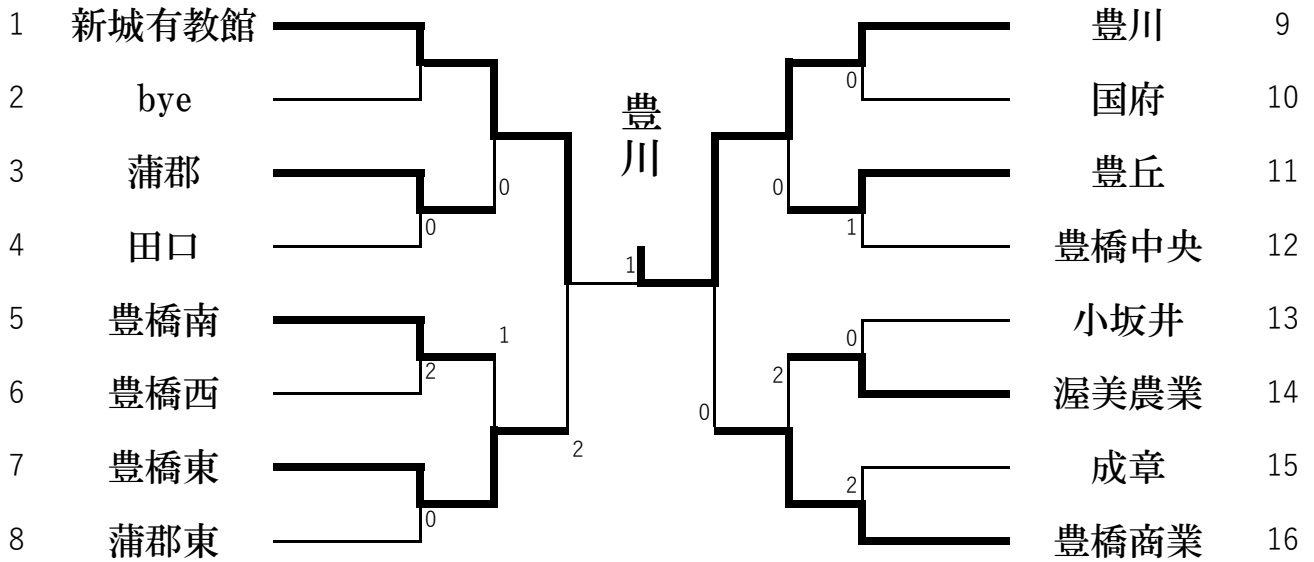 1 新城有教館
2 bye
3 蒲郡
4 田口
5 豊橋南
6 豊橋西
7 豊橋東
8 蒲郡東
0
0
1
2
0
2
豊川
1
0
0
1
0
2
0
2
豊川 9
国府 10
豊丘 11
豊橋中央 12
小坂井 13
渥美農業 14
成章 15
豊橋商業 16